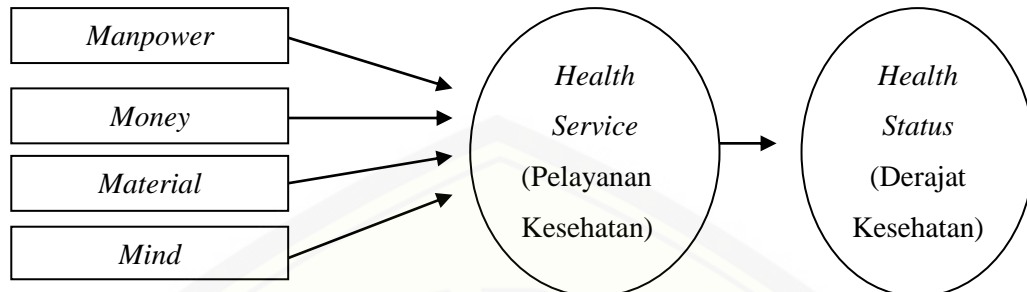 Manpower
Money
Material
Mind
Health
Service
(Pelayanan
Kesehatan)
Health
Status
(Derajat
Kesehatan)